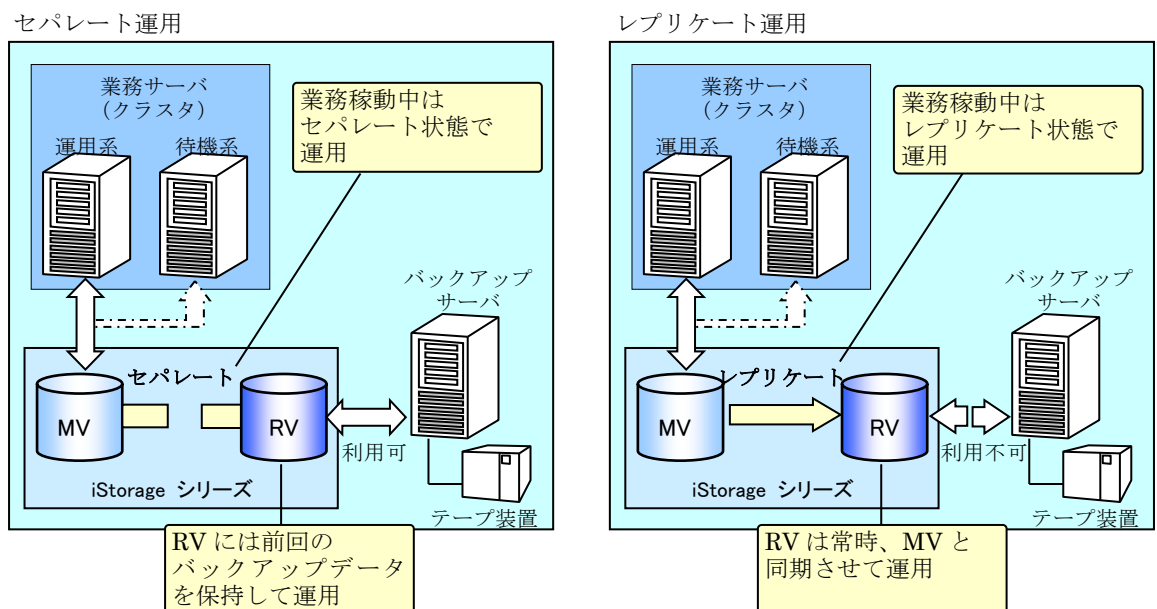 セパレート運用
業務サーバ
(クラスタ)
運用系
待機系
業務稼動中は
セパレート状態で
運用
バックアップ
サーバ
セパレート
MV
RV
利用可
iStorage シリーズ
テープ装置
RV には前回の
バックアップデータ
を保持して運用
レプリケート運用
業務サーバ
(クラスタ)
運用系
待機系
業務稼動中は
レプリケート状態で
運用
バックアップ
サーバ
レプリケート
MV
RV
利用不可
iStorage シリーズ
テープ装置
RV は常時、MV と
同期させて運用